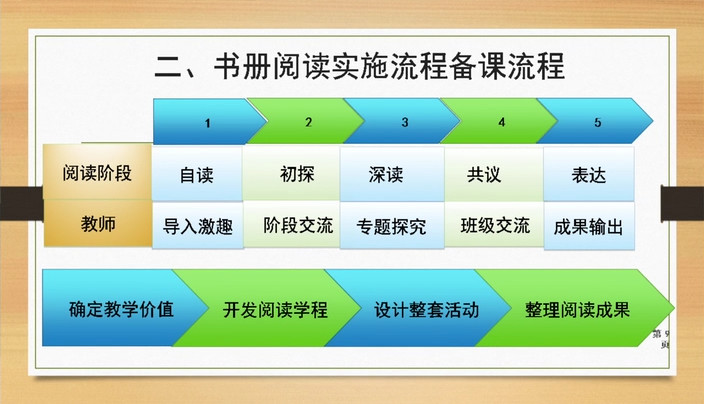 二、书册阅读实施流程备课流程
1 2 3 4 5
阅读阶段 自读 初探 深读 共议 表达
教师 导入激趣 阶段交流 专题探究 班级交流 成果输出
确定教学价值 开发阅读学程 设计整套活动 整理阅读成果
第
页